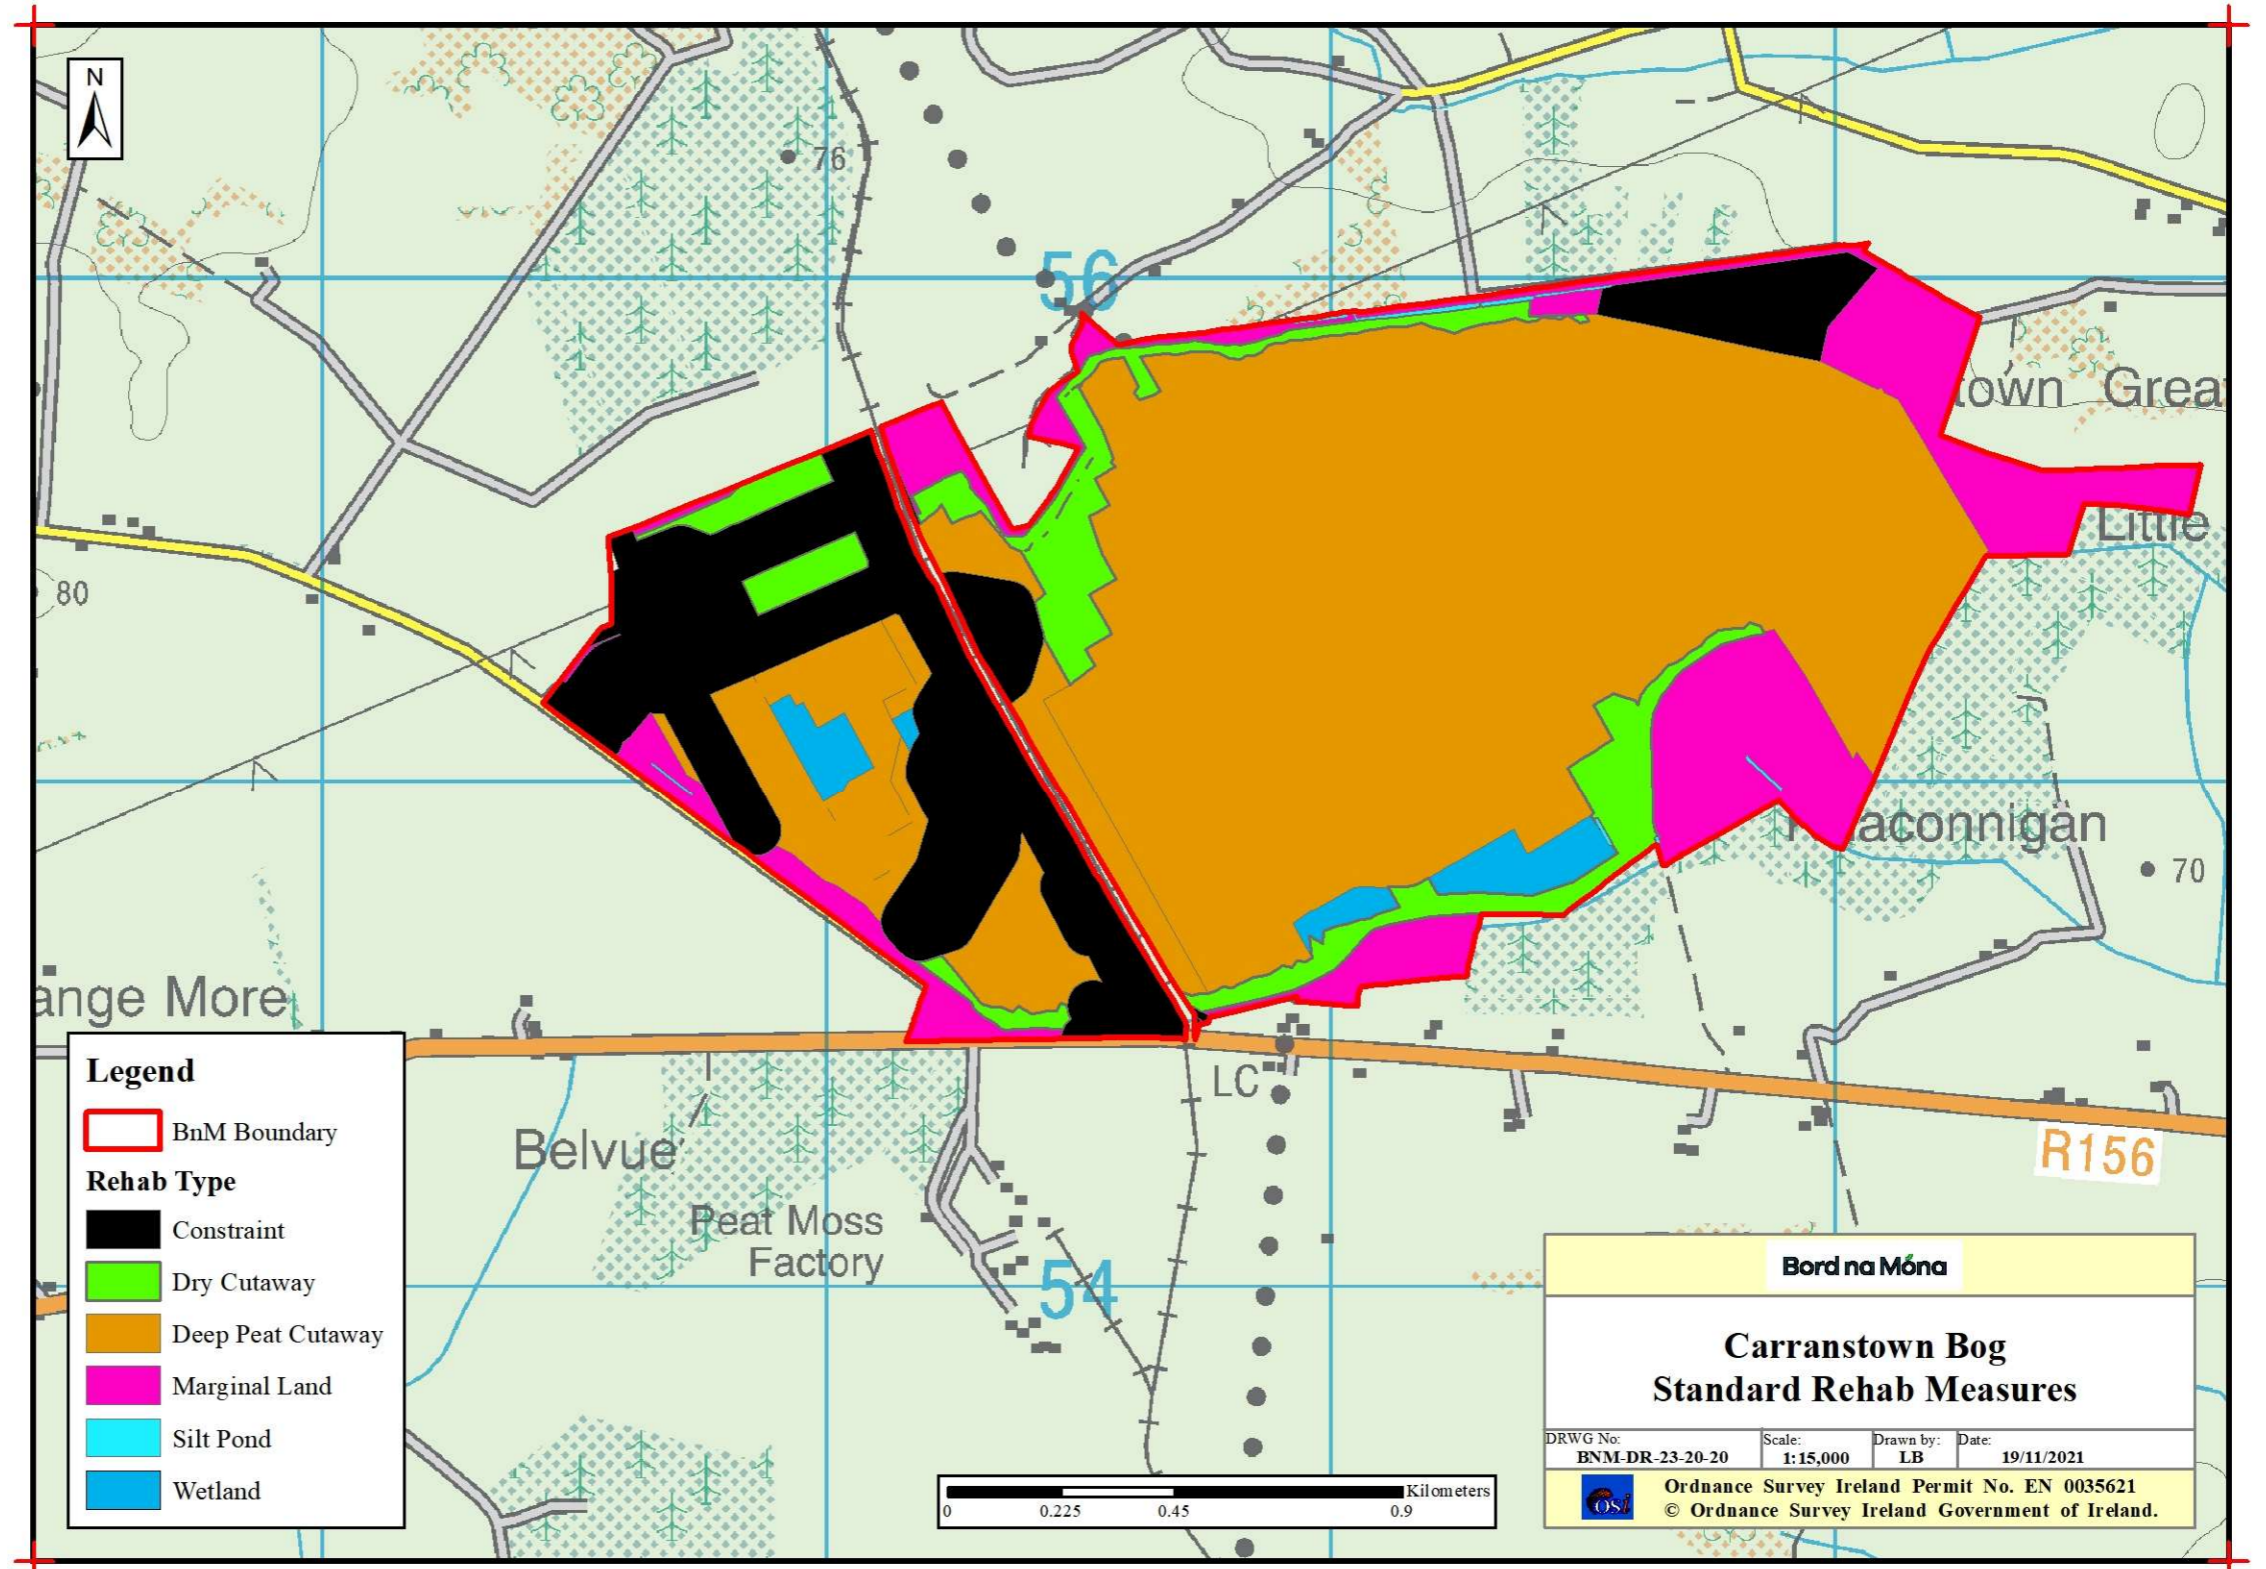 N
76
56
town Grea
Little
80
aconnigan
70
ange More
LC
R156
Belvue
Peat Moss
Factory
54
Legend
BnM Boundary
Rehab Type
Constraint
Dry Cutaway
Deep Peat Cutaway
Marginal Land
Silt Pond
Wetland
Kilometers
0 0.225 0.45 0.9
Bord na Móna
Carranstown Bog
Standard Rehab Measures
DRWG No: Scale: Drawn by: Date:
BNM-DR-23-20-20 1:15,000 LB 19/11/2021
osi
Ordnance Survey Ireland Permit No. EN 0035621
© Ordnance Survey Ireland Government of Ireland.